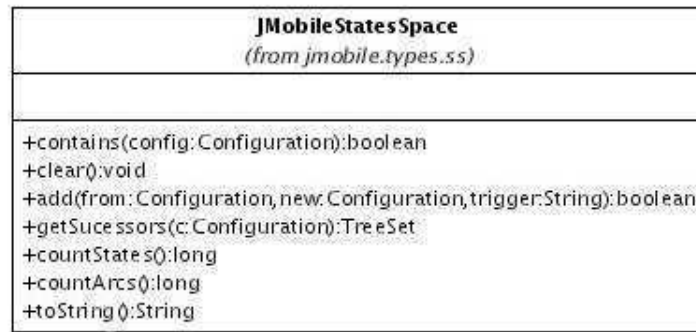 JMobileStatesSpace
(from jmobile.types.ss)
+contains(config:Configuration):boolean
+clear():void
+add(from:Configuration,new:Configuration,trigger:String):boolean
+getSucessors(c:Configuration):TreeSet
+countStates():long
+countArcs():long
+toString():String